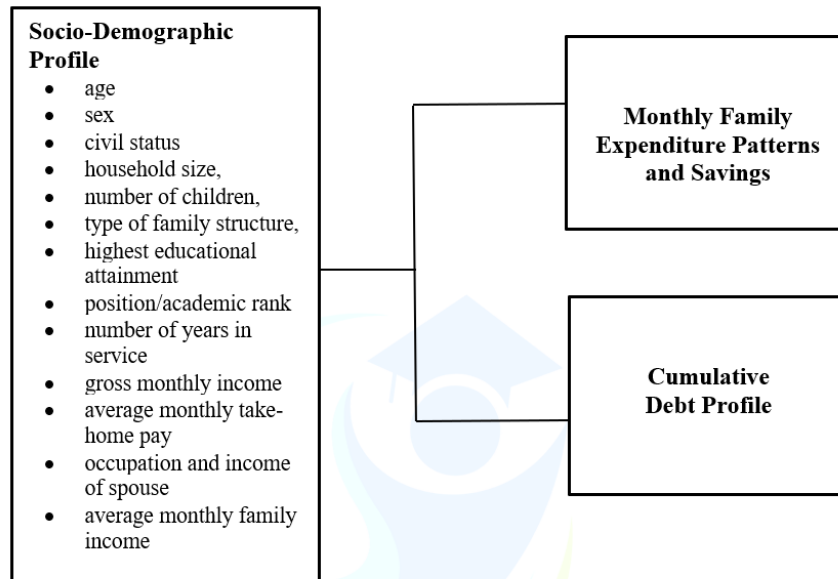 Socio-Demographic
Profile
• age
• sex
• civil status
• household size,
• number of children,
• type of family structure,
• highest educational
attainment
• position/academic rank
• number of years in
service
• gross monthly income
• average monthly take-
home pay
• occupation and income
of spouse
• average monthly family
income
Monthly Family
Expenditure Patterns
and Savings
Cumulative
Debt Profile